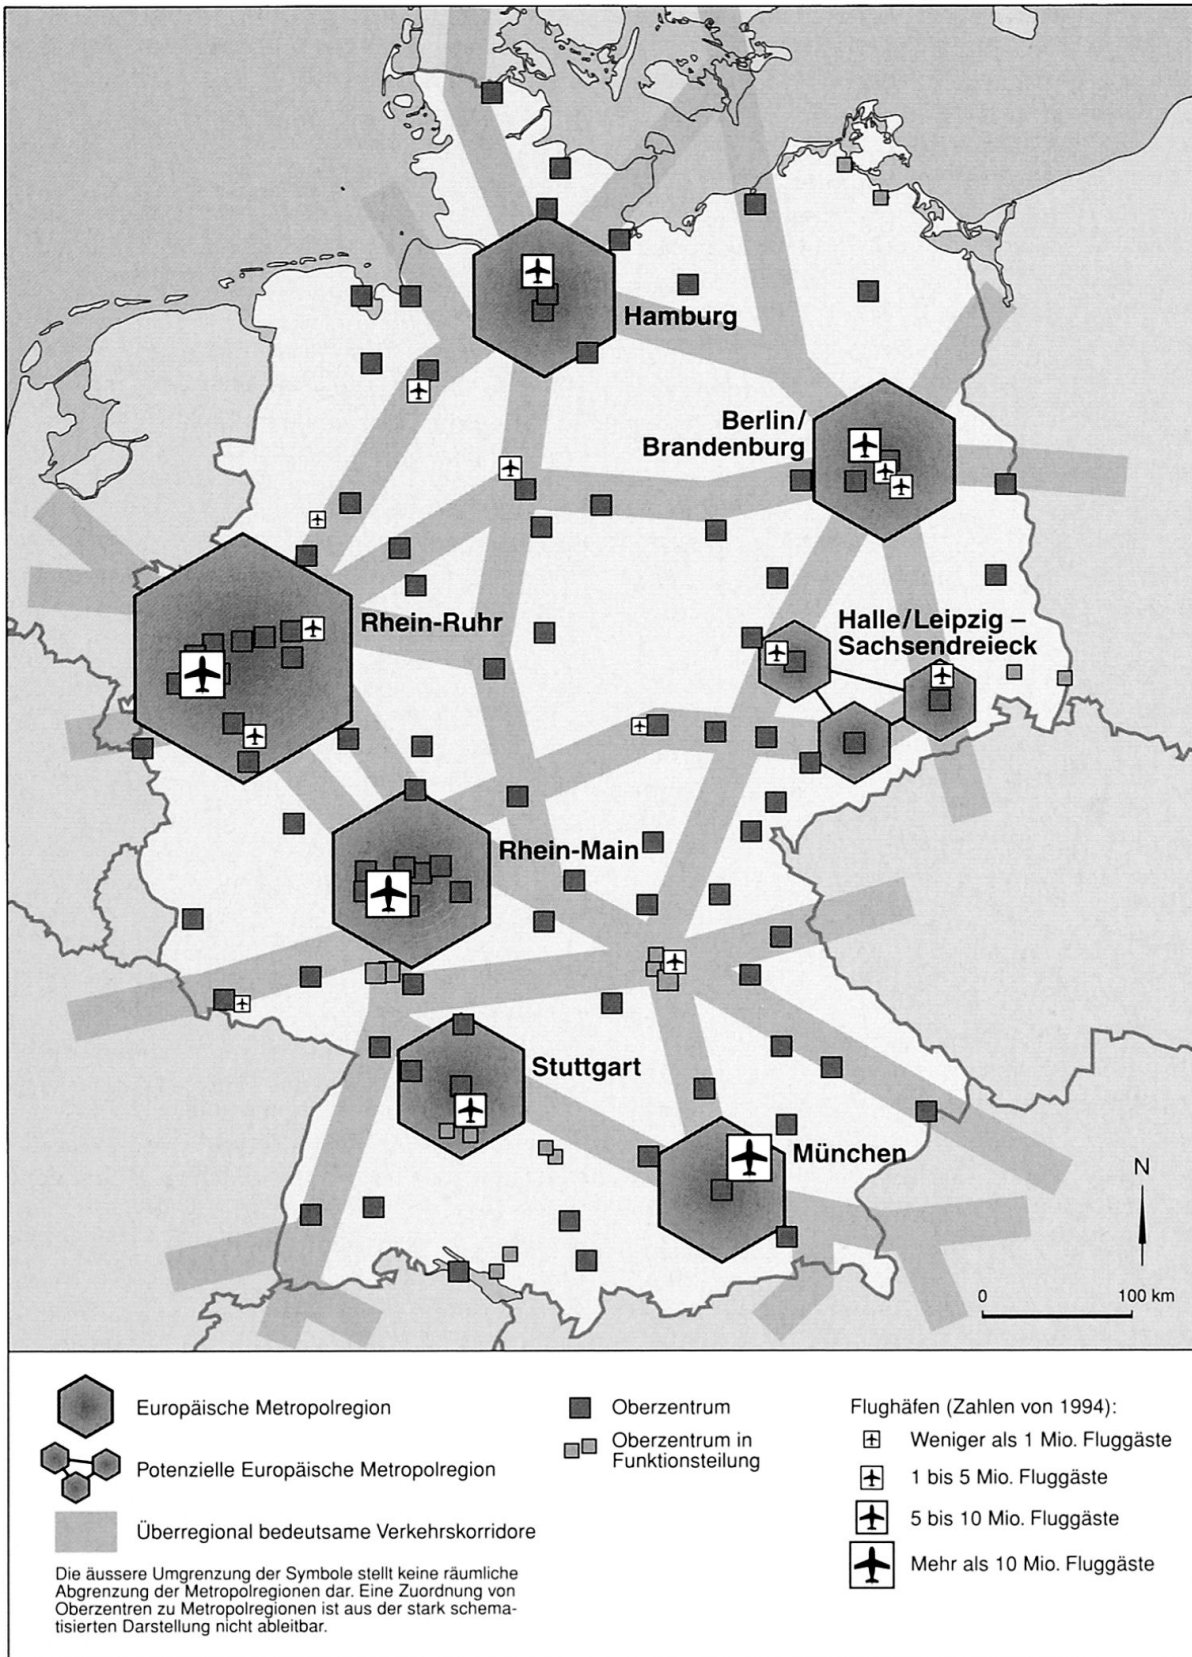 Hamburg
Berlin/
Brandenburg
Rhein-Ruhr
Halle/Leipzig –
Sachsendreieck
Rhein-Main
Stuttgart
München
N
0 100 km
Europäische Metropolregion
Potenzielle Europäische Metropolregion
Überregional bedeutsame Verkehrskorridore
Die äussere Umgrenzung der Symbole stellt keine räumliche
Abgrenzung der Metropolregionen dar. Eine Zuordnung von
Oberzentren zu Metropolregionen ist aus der stark schema-
tisierten Darstellung nicht ableitbar.
Oberzentrum
Oberzentrum in
Funktionsteilung
Flughäfen (Zahlen von 1994):
Weniger als 1 Mio. Fluggäste
1 bis 5 Mio. Fluggäste
5 bis 10 Mio. Fluggäste
Mehr als 10 Mio. Fluggäste